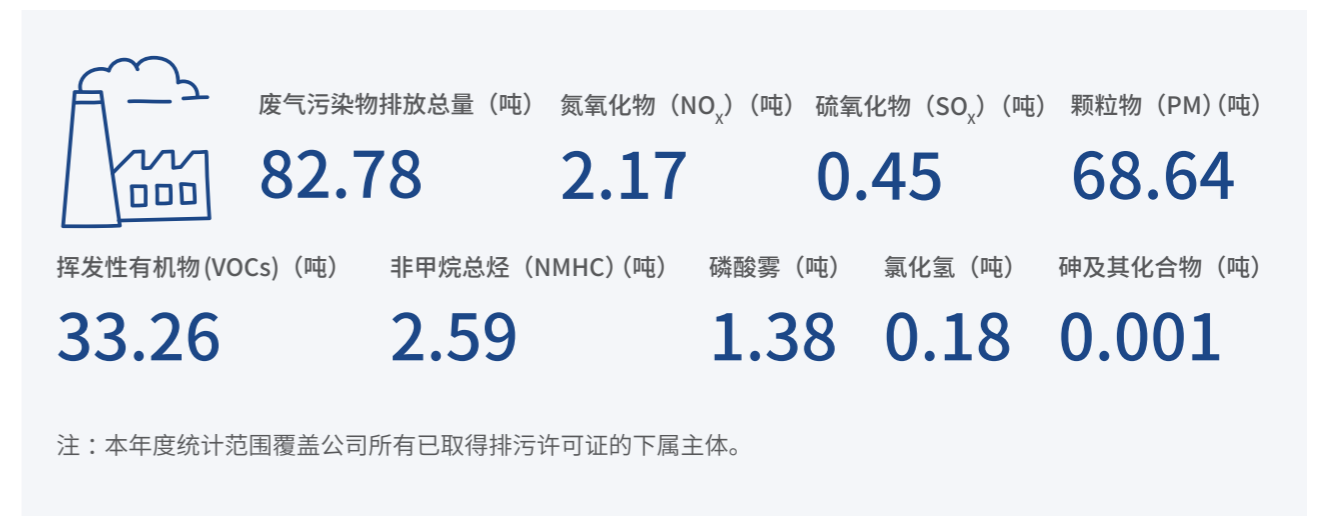 废气污染物排放总量（吨） 氮氧化物（NOx）（吨） 硫氧化物（SOx）（吨） 颗粒物（PM）（吨）
82.78 2.17 0.45 68.64
挥发性有机物(VOCs)（吨） 非甲烷总烃（NMHC）（吨） 磷酸雾（吨） 氯化氢（吨） 砷及其化合物（吨）
33.26 2.59 1.38 0.18 0.001
注：本年度统计范围覆盖公司所有已取得排污许可证的下属主体。